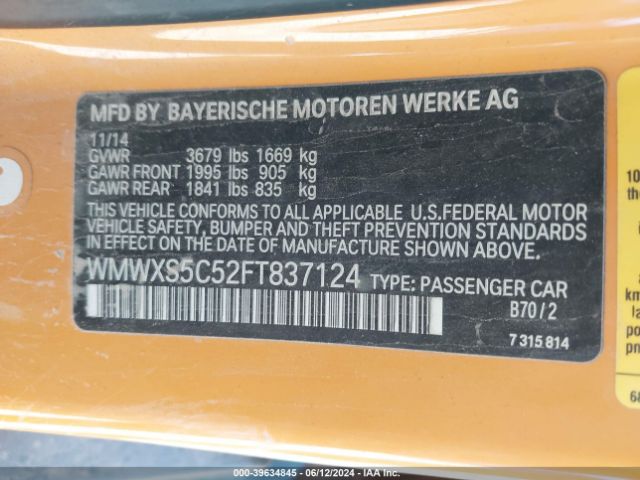 MFD BY BAYERISCHE MOTOREN WERKE AG
11/14
GVWR 3679 lbs 1669 kg
GAWR FRONT 1995 lbs 905 kg
GAWR REAR 1841 lbs 835 kg
THIS VEHICLE CONFORMS TO ALL APPLICABLE U.S.FEDERAL MOTOR
VEHICLE SAFETY, BUMPER AND THEFT PREVENTION STANDARDS
IN EFFECT ON THE DATE OF MANUFACTURE SHOWN ABOVE.
WMWXS5C52FT837124 TYPE: PASSENGER CAR
B70/2
7 315 814
000-39634845 - 06/12/2024 - IAA Inc.